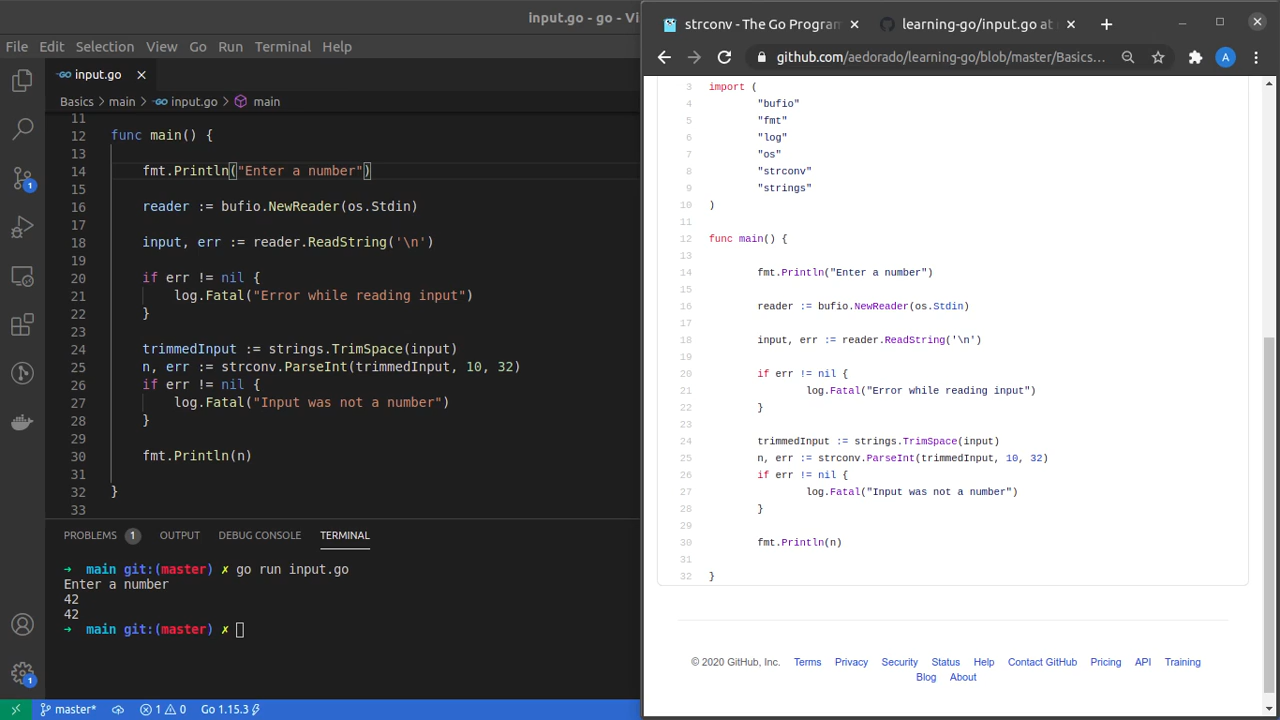 input.go - go - Vi
File Edit Selection View Go Run Terminal Help
input.go
Basics main input.go main
11
12 func main() {
13
14 fmt.Println("Enter a number")
15
16 reader := bufio.NewReader(os.Stdin)
17
18 input, err := reader.ReadString('\n')
19
20 if err != nil {
21 log.Fatal("Error while reading input")
22 }
23
24 trimmedInput := strings.TrimSpace(input)
25 n, err := strconv.ParseInt(trimmedInput, 10, 32)
26 if err != nil {
27 log.Fatal("Input was not a number")
28 }
29
30 fmt.Println(n)
31
32 }
33
1
1
PROBLEMS 1 OUTPUT DEBUG CONSOLE TERMINAL
→ main git:(master) ✗ go run input.go
Enter a number
42
42
→ main git:(master) ✗
master* 1 0 Go 1.15.3
strconv - The Go Program learning-go/input.go at
github.com/aedorado/learning-go/blob/master/Basics... A
3 import (
4 "bufio"
5 "fmt"
6 "log"
7 "os"
8 "strconv"
9 "strings"
10 )
11
12 func main() {
13
14 fmt.Println("Enter a number")
15
16 reader := bufio.NewReader(os.Stdin)
17
18 input, err := reader.ReadString('\n')
19
20 if err != nil {
21 log.Fatal("Error while reading input")
22 }
23
24 trimmedInput := strings.TrimSpace(input)
25 n, err := strconv.ParseInt(trimmedInput, 10, 32)
26 if err != nil {
27 log.Fatal("Input was not a number")
28 }
29
30 fmt.Println(n)
31
32 }
© 2020 GitHub, Inc. Terms Privacy Security Status Help Contact GitHub Pricing API Training
Blog About